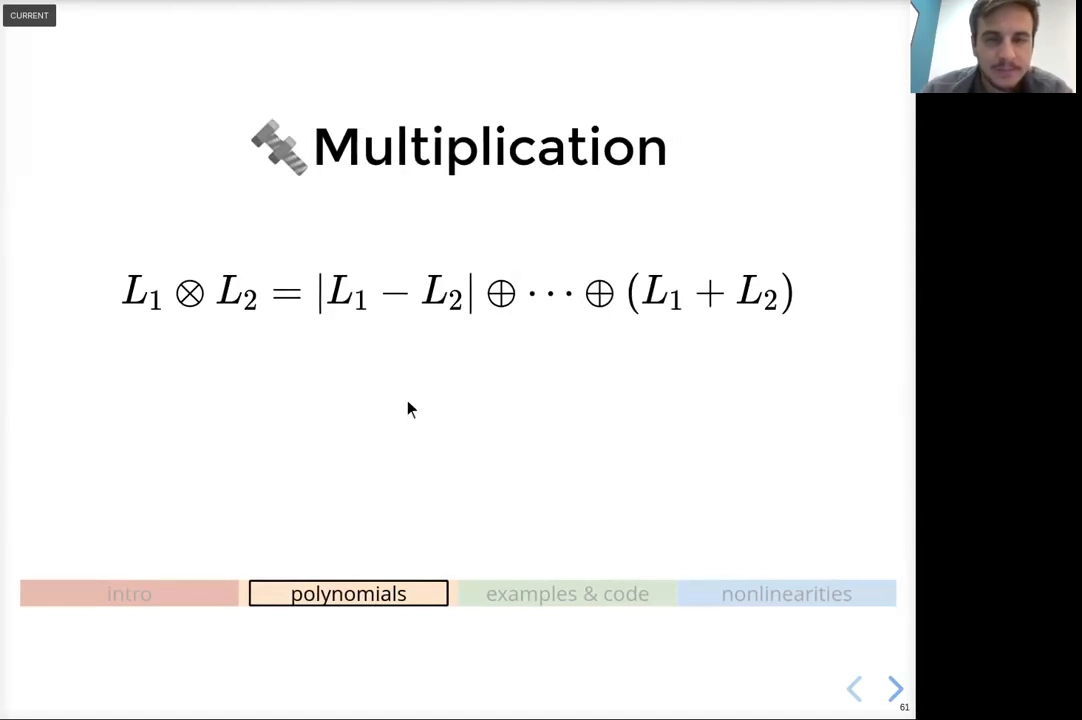 CURRENT
Multiplication
L₁ ⊗ L₂ = |L₁ − L₂| ⊕ ⋯ ⊕ (L₁ + L₂)
intro polynomials examples & code nonlinearities
61